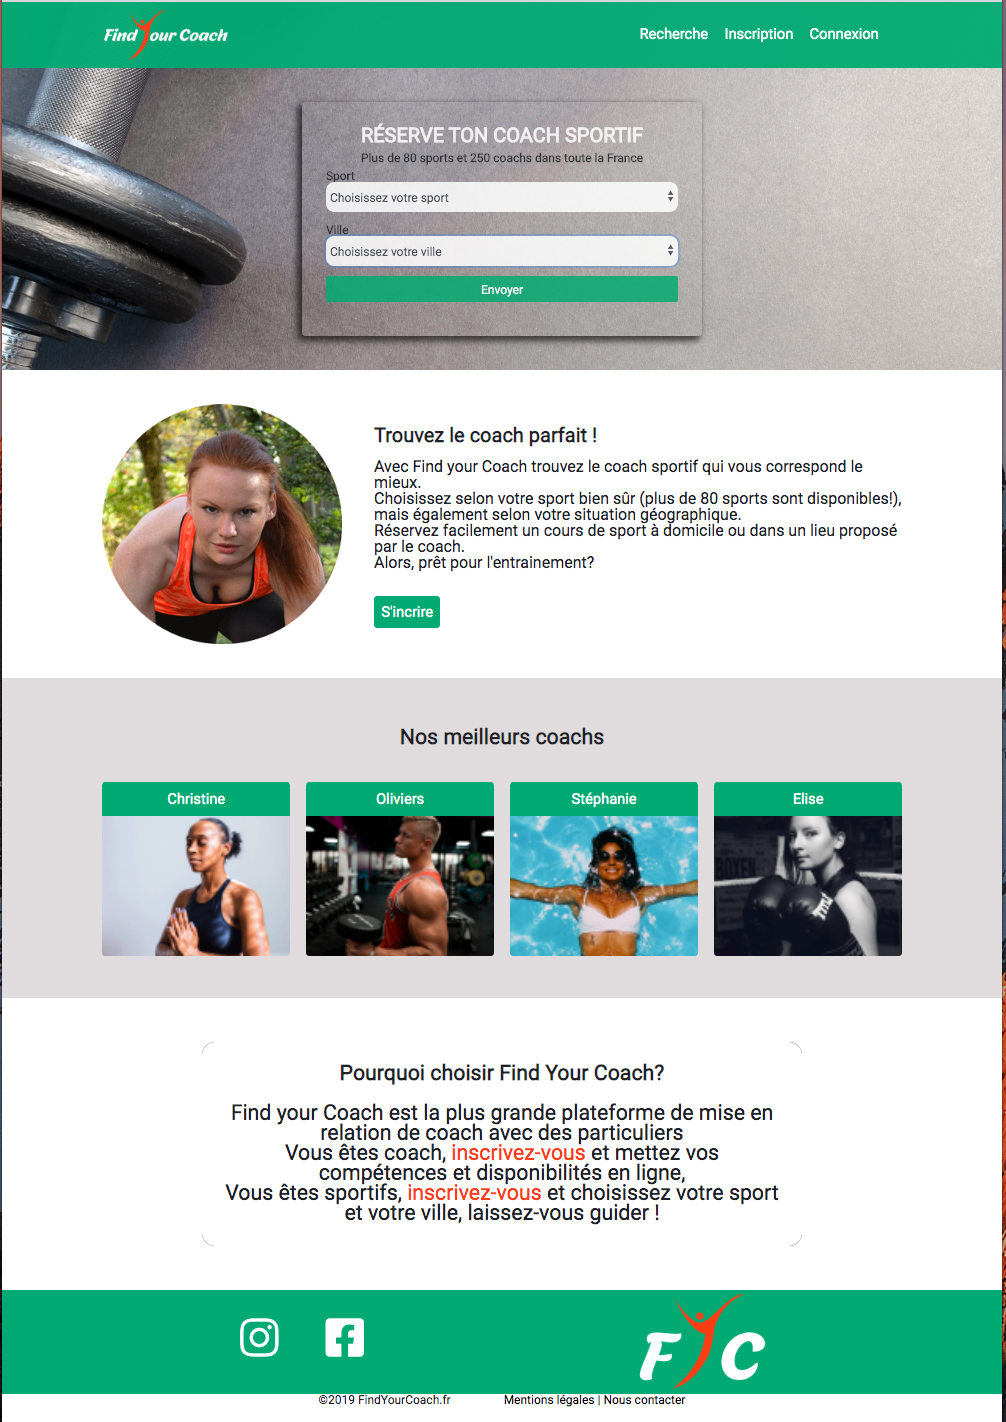 Find Your Coach
Recherche Inscription Connexion
RÉSERVE TON COACH SPORTIF
Plus de 80 sports et 250 coachs dans toute la France
Sport
Choisissez votre sport
Ville
Choisissez votre ville
Envoyer
Trouvez le coach parfait !
Avec Find your Coach trouvez le coach sportif qui vous correspond le
mieux.
Choisissez selon votre sport bien sûr (plus de 80 sports sont disponibles!),
mais également selon votre situation géographique.
Réservez facilement un cours de sport à domicile ou dans un lieu proposé
par le coach.
Alors, prêt pour l'entrainement?
S'incrire
Nos meilleurs coachs
Christine
Oliviers
Stéphanie
Elise
Pourquoi choisir Find Your Coach?
Find your Coach est la plus grande plateforme de mise en
relation de coach avec des particuliers
Vous êtes coach, inscrivez-vous et mettez vos
compétences et disponibilités en ligne,
Vous êtes sportifs, inscrivez-vous et choisissez votre sport
et votre ville, laissez-vous guider !
FYC
©2019 FindYourCoach.fr
Mentions légales | Nous contacter